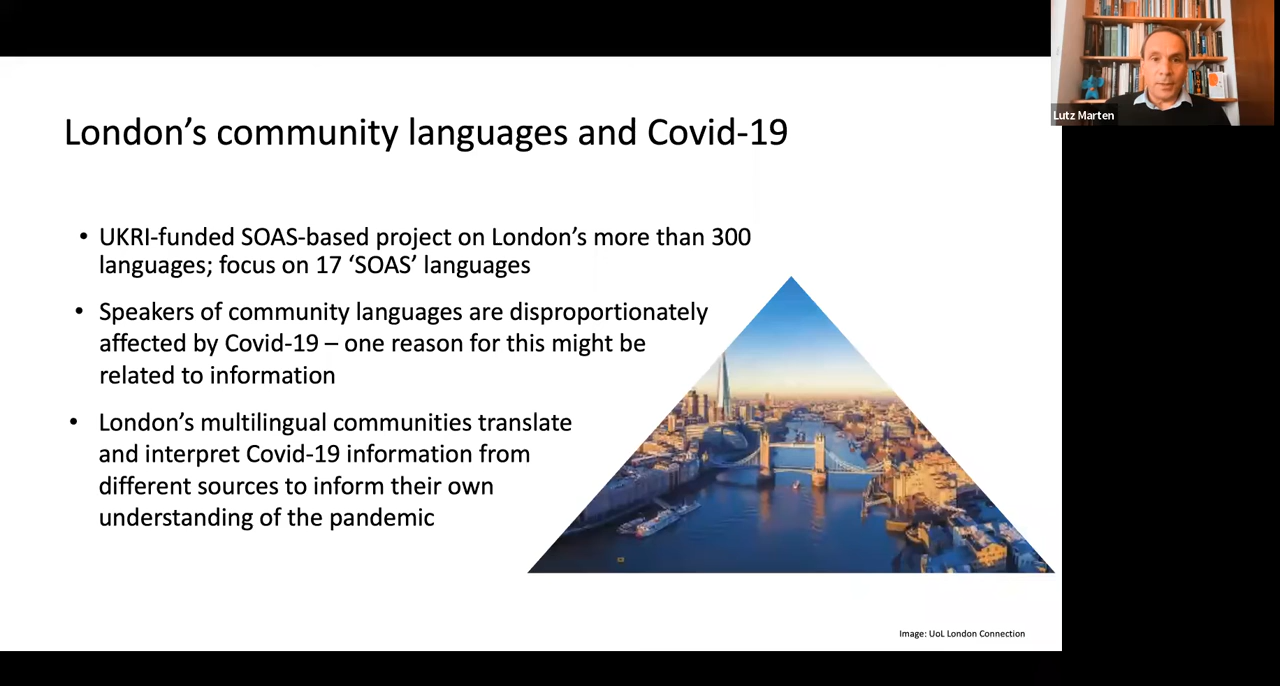 London’s community languages and Covid-19
• UKRI-funded SOAS-based project on London’s more than 300
languages; focus on 17 ‘SOAS’ languages
• Speakers of community languages are disproportionately
affected by Covid-19 – one reason for this might be
related to information
• London’s multilingual communities translate
and interpret Covid-19 information from
different sources to inform their own
understanding of the pandemic
Image: UoL London Connection
Lutz Marten